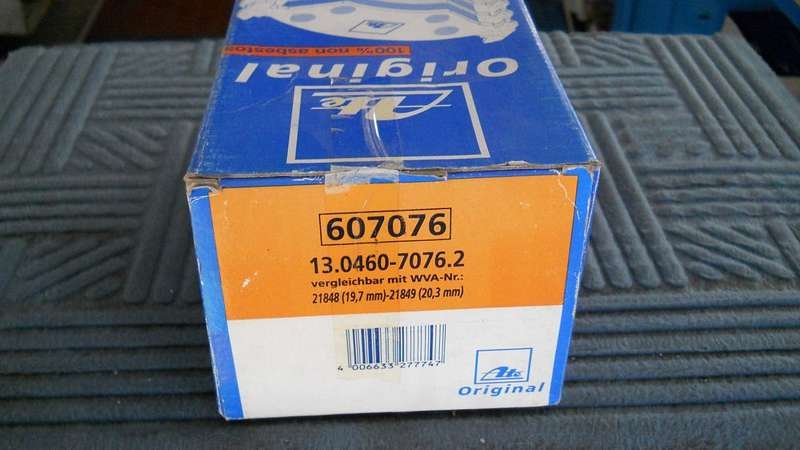 100% non asbestos
Original
Ate
607076
13.0460-7076.2
vergleichbar mit WVA-Nr.:
21848 (19,7 mm)-21849 (20,3 mm)
4 006633 277747
Ate
Original